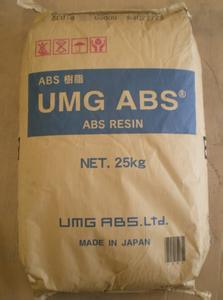 ABS 樹脂
UMG ABS®
ABS RESIN
NET. 25kg
UMG ABS.Ltd.
MADE IN JAPAN